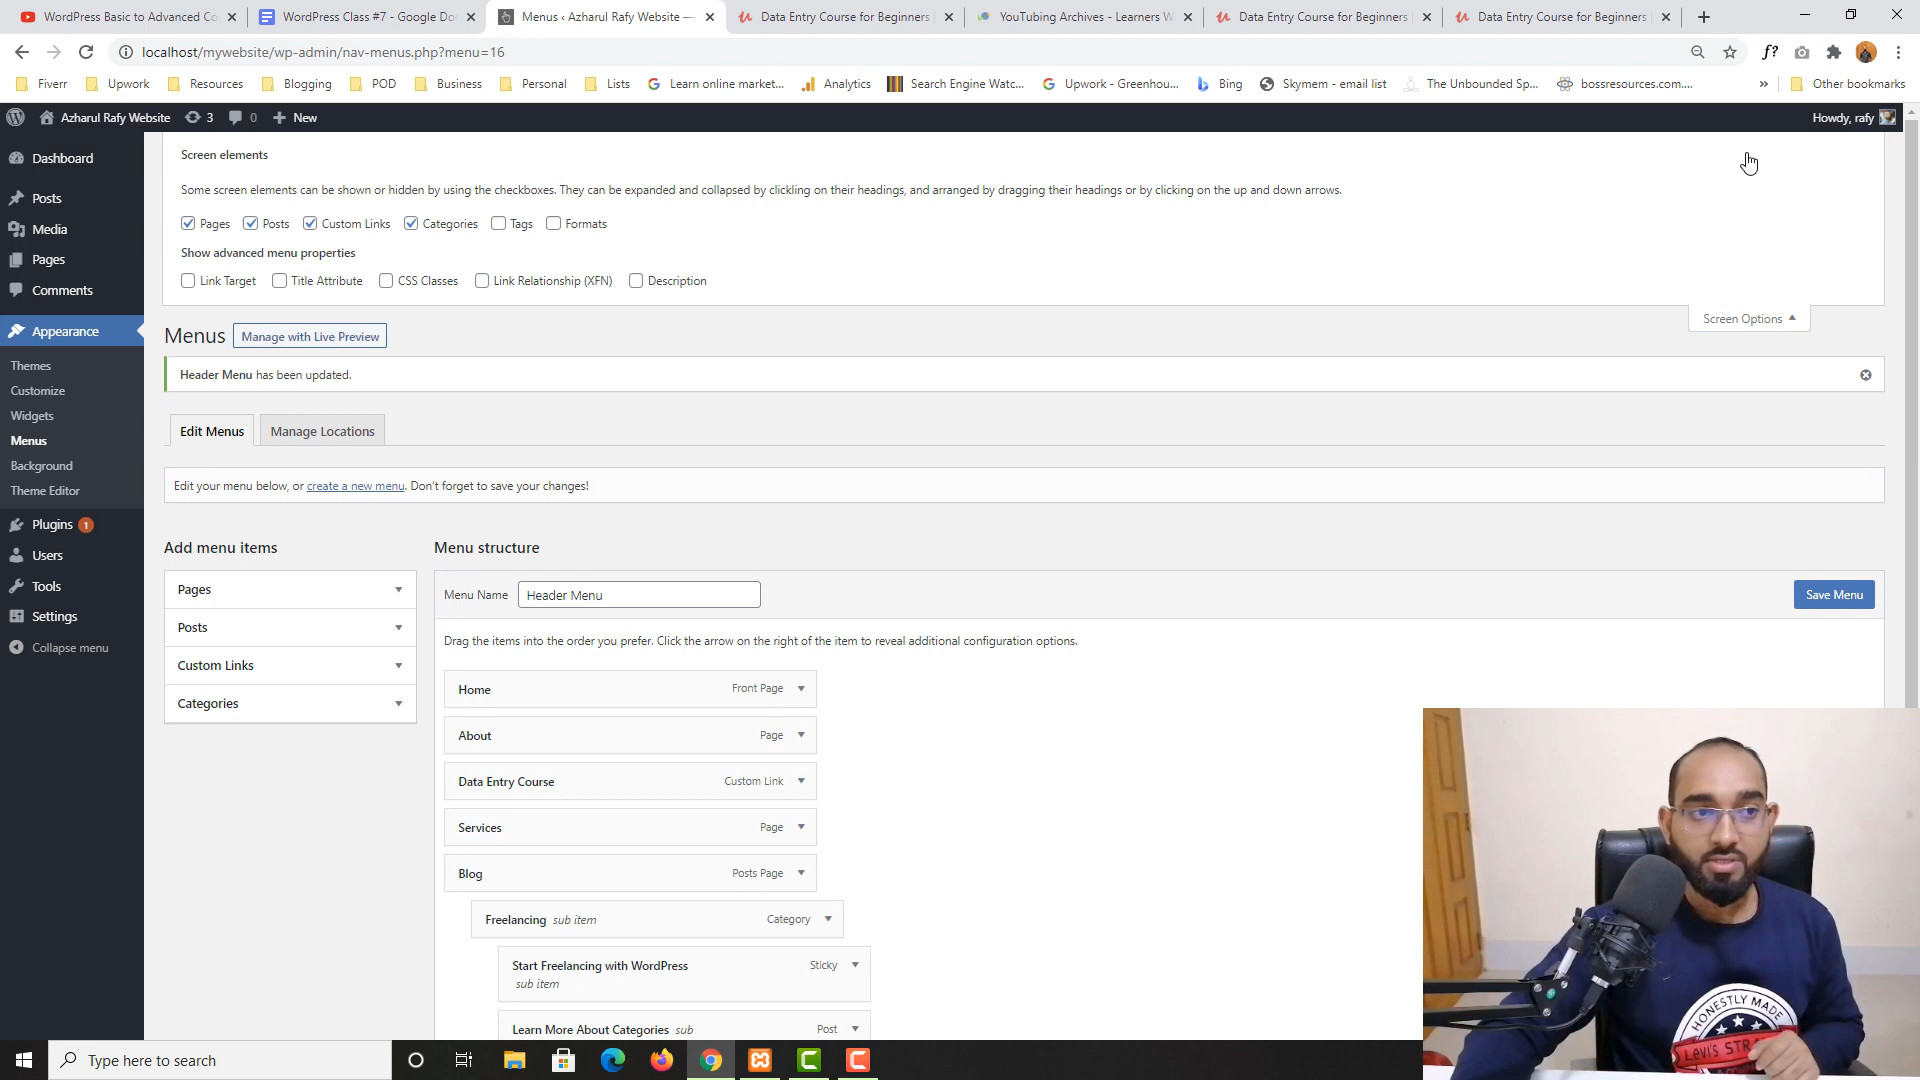 WordPress Basic to Advanced Co
WordPress Class #7 - Google Do
Menus ‹ Azharul Rafy Website —
Data Entry Course for Beginners
YouTubing Archives - Learners W
Data Entry Course for Beginners
Data Entry Course for Beginners
localhost/mywebsite/wp-admin/nav-menus.php?menu=16
f?
Fiverr
Upwork
Resources
Blogging
POD
Business
Personal
Lists
Learn online market...
Analytics
Search Engine Watc...
Upwork - Greenhou...
Bing
Skymem - email list
The Unbounded Sp...
bossresources.com....
»
Other bookmarks
Azharul Rafy Website
3
0
New
Howdy, rafy
Dashboard
Posts
Media
Pages
Comments
Appearance
Themes
Customize
Widgets
Menus
Background
Theme Editor
Plugins 1
Users
Tools
Settings
Collapse menu
Screen elements
Some screen elements can be shown or hidden by using the checkboxes. They can be expanded and collapsed by clickling on their headings, and arranged by dragging their headings or by clicking on the up and down arrows.
Pages Posts Custom Links Categories Tags Formats
Show advanced menu properties
Link Target Title Attribute CSS Classes Link Relationship (XFN) Description
Screen Options
Menus Manage with Live Preview
Header Menu has been updated.
Edit Menus Manage Locations
Edit your menu below, or create a new menu. Don't forget to save your changes!
Add menu items
Pages
Posts
Custom Links
Categories
Menu structure
Menu Name Header Menu Save Menu
Drag the items into the order you prefer. Click the arrow on the right of the item to reveal additional configuration options.
Home Front Page
About Page
Data Entry Course Custom Link
Services Page
Blog Posts Page
Freelancing sub item Category
Start Freelancing with WordPress Sticky
sub item
Learn More About Categories sub Post
HONESTLY MADE
Levi's STRA
Type here to search